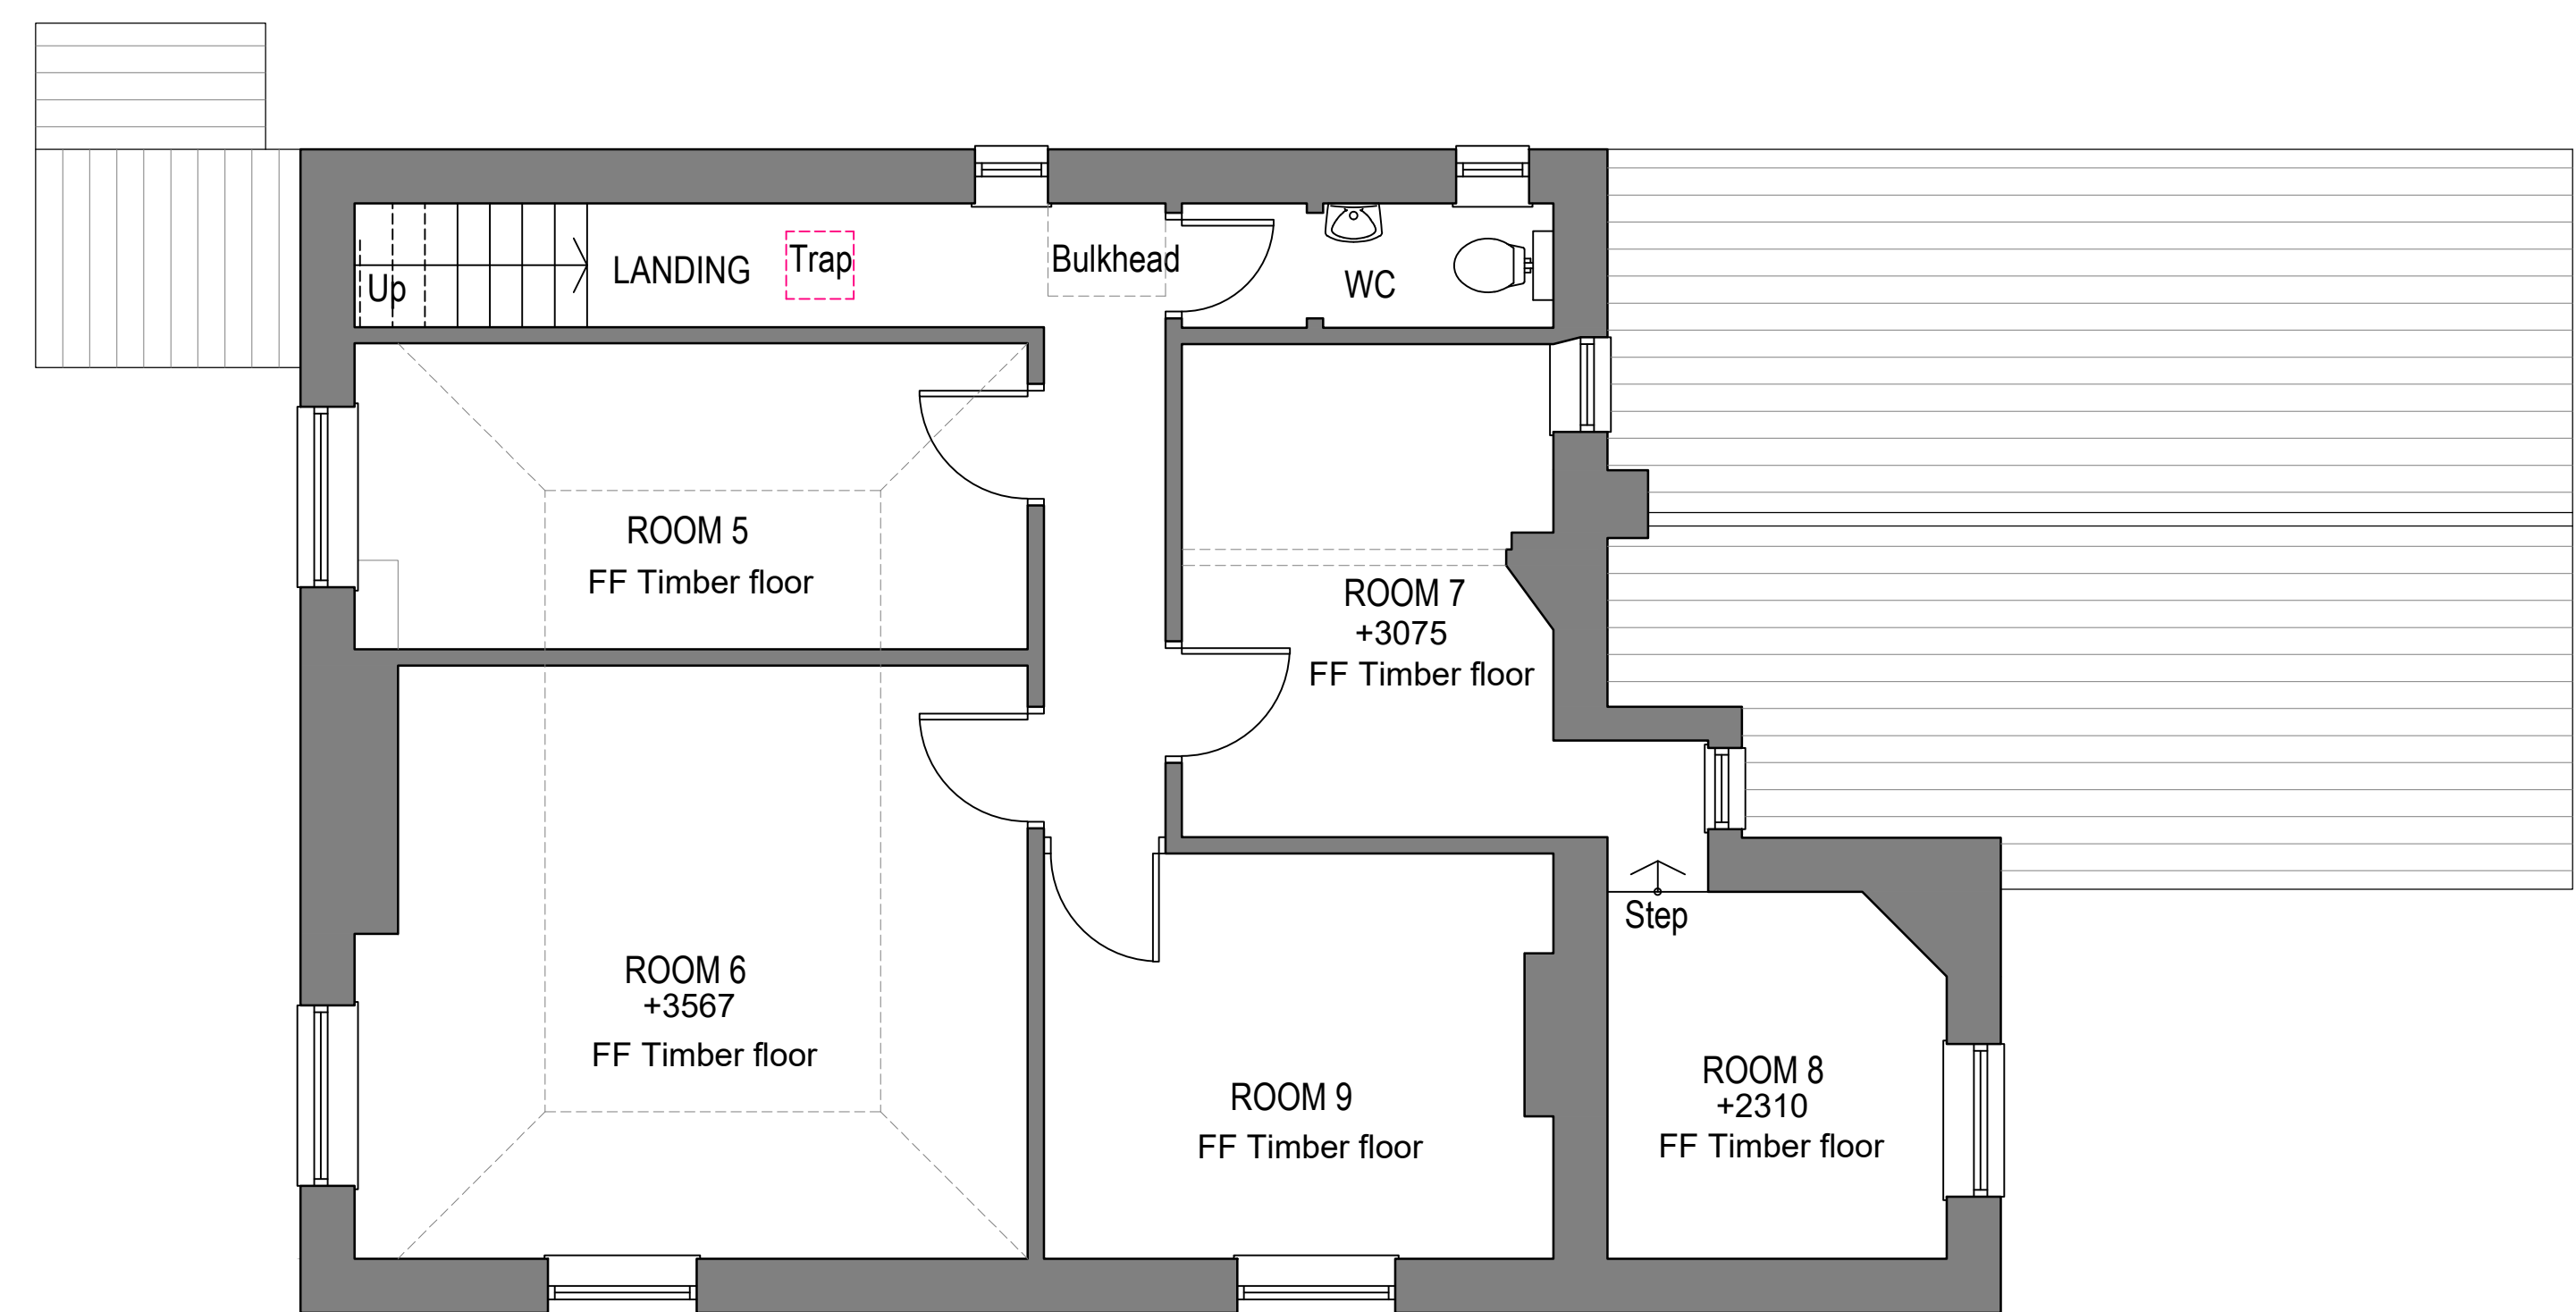 Up
LANDING
Trap
Bulkhead
WC
ROOM 5
FF Timber floor
ROOM 7
+3075
FF Timber floor
ROOM 6
+3567
FF Timber floor
ROOM 9
FF Timber floor
Step
ROOM 8
+2310
FF Timber floor